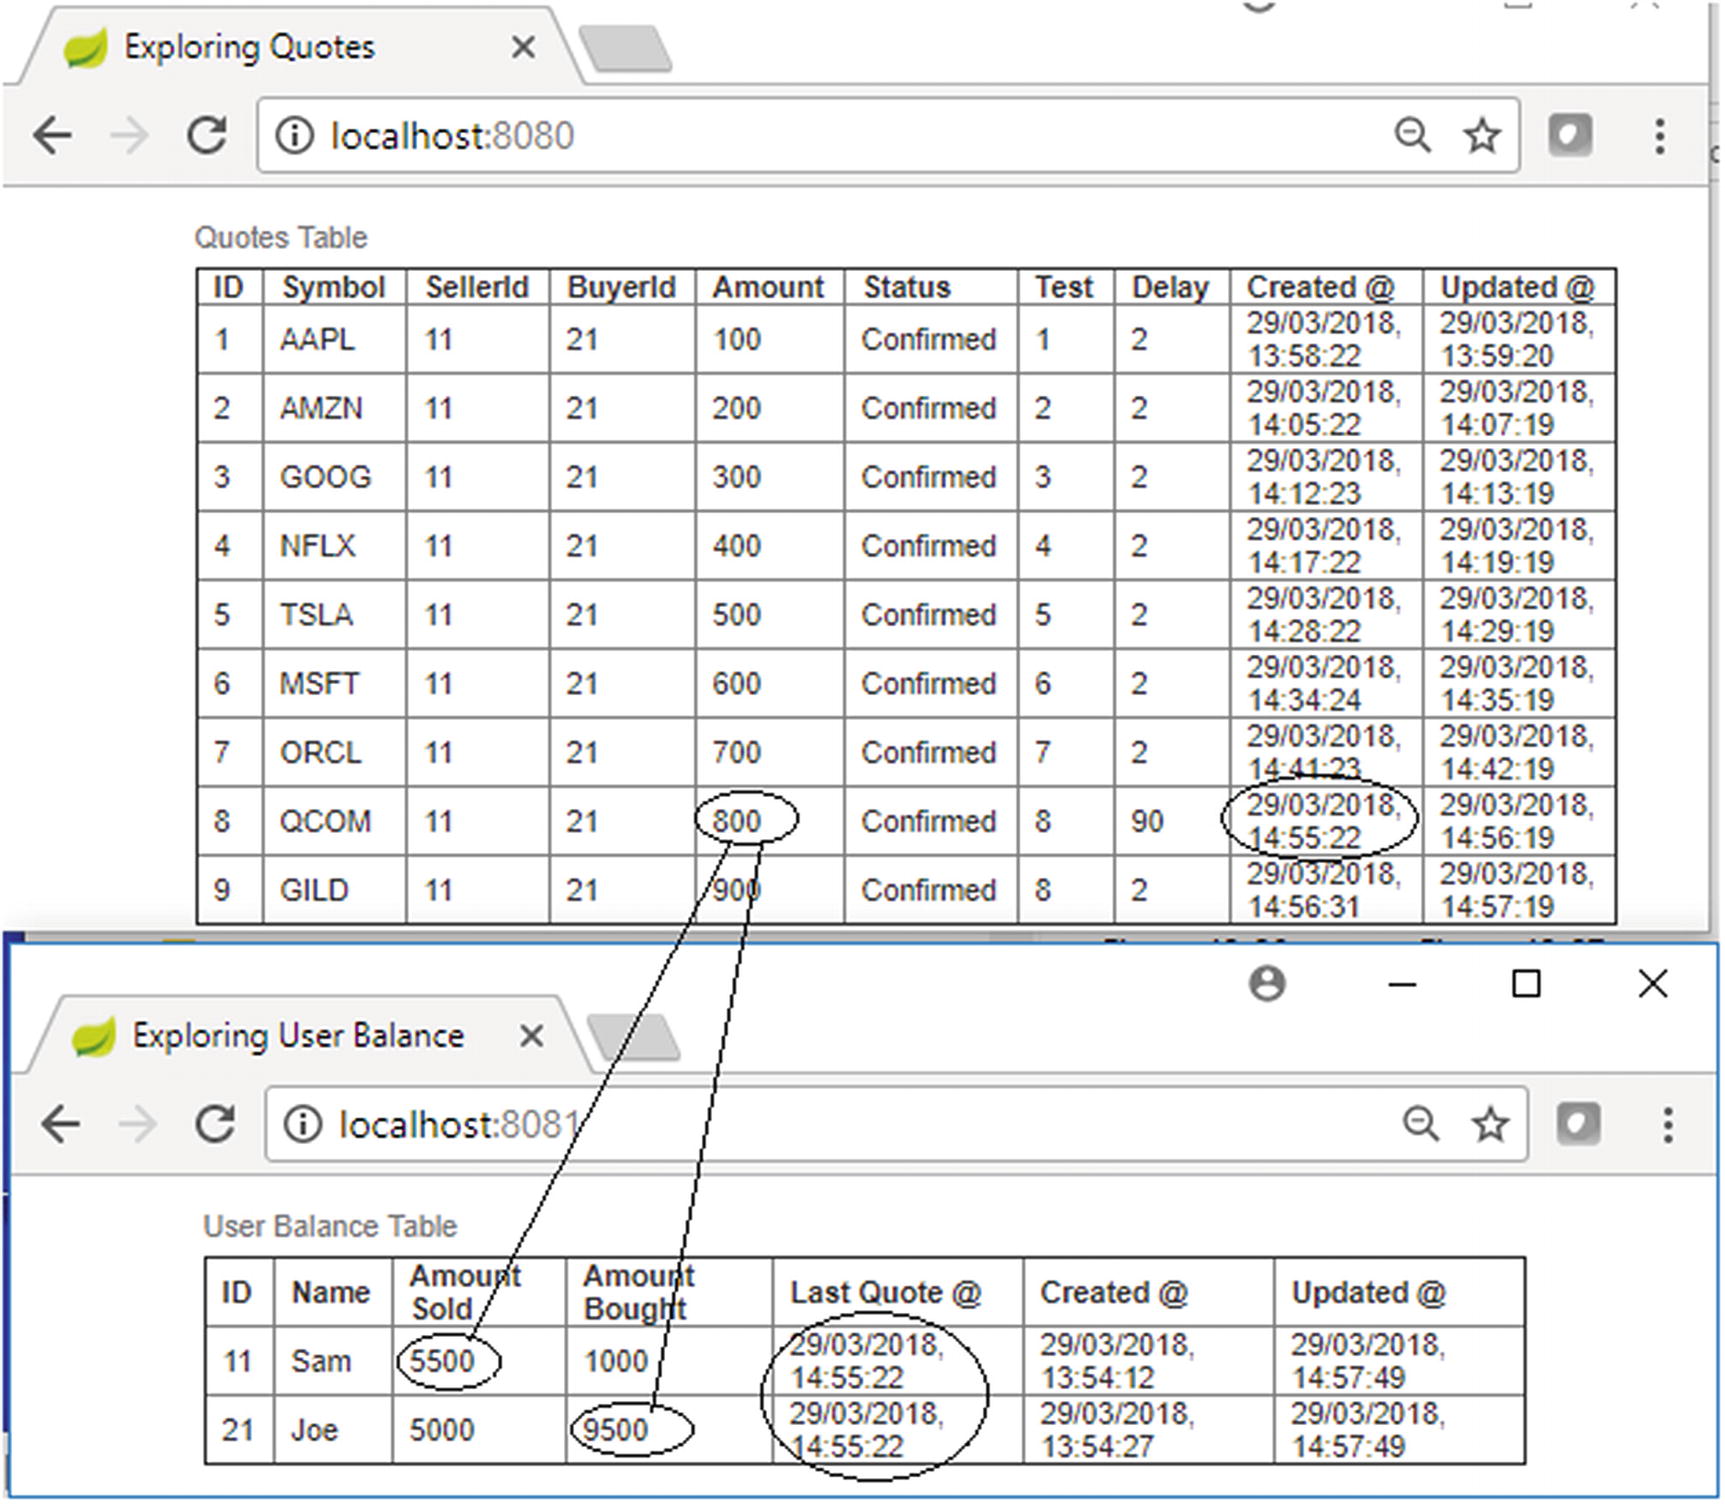 Exploring Quotes
localhost:8080
Quotes Table
ID Symbol SellerId BuyerId Amount Status Test Delay Created @ Updated @
1 AAPL 11 21 100 Confirmed 1 2 29/03/2018, 13:58:22 29/03/2018, 13:59:20
2 AMZN 11 21 200 Confirmed 2 2 29/03/2018, 14:05:22 29/03/2018, 14:07:19
3 GOOG 11 21 300 Confirmed 3 2 29/03/2018, 14:12:23 29/03/2018, 14:13:19
4 NFLX 11 21 400 Confirmed 4 2 29/03/2018, 14:17:22 29/03/2018, 14:19:19
5 TSLA 11 21 500 Confirmed 5 2 29/03/2018, 14:28:22 29/03/2018, 14:29:19
6 MSFT 11 21 600 Confirmed 6 2 29/03/2018, 14:34:24 29/03/2018, 14:35:19
7 ORCL 11 21 700 Confirmed 7 2 29/03/2018, 14:41:23 29/03/2018, 14:42:19
8 QCOM 11 21 800 Confirmed 8 90 29/03/2018, 14:55:22 29/03/2018, 14:56:19
9 GILD 11 21 900 Confirmed 8 2 29/03/2018, 14:56:31 29/03/2018, 14:57:19
Exploring User Balance
localhost:8081
User Balance Table
ID Name Amount Sold Amount Bought Last Quote @ Created @ Updated @
11 Sam 5500 1000 29/03/2018, 14:55:22 29/03/2018, 13:54:12 29/03/2018, 14:57:49
21 Joe 5000 9500 29/03/2018, 14:55:22 29/03/2018, 13:54:27 29/03/2018, 14:57:49